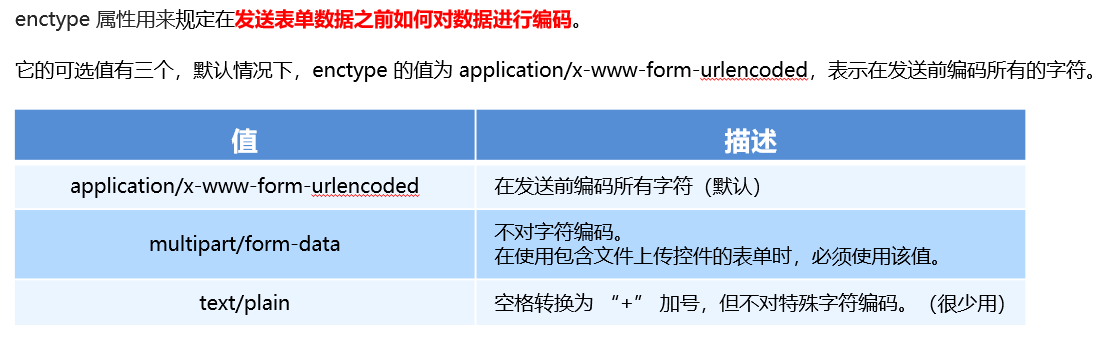 enctype 属性用来规定在发送表单数据之前如何对数据进行编码。
它的可选值有三个，默认情况下，enctype 的值为 application/x-www-form-urlencoded，表示在发送前编码所有的字符。
值 描述
application/x-www-form-urlencoded 在发送前编码所有字符（默认）
multipart/form-data 不对字符编码。
在使用包含文件上传控件的表单时，必须使用该值。
text/plain 空格转换为 “+” 加号，但不对特殊字符编码。（很少用）